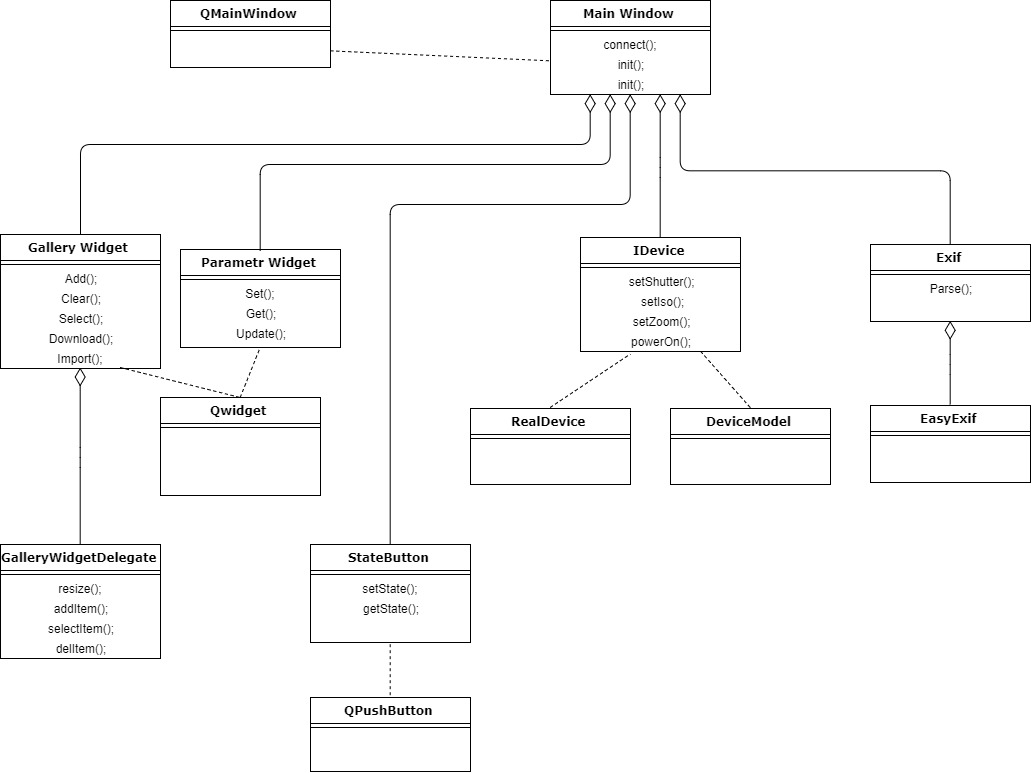 QMainWindow
Main Window
connect();
init();
init();
Gallery Widget
Add();
Clear();
Select();
Download();
Import();
Parametr Widget
Set();
Get();
Update();
IDevice
setShutter();
setIso();
setZoom();
powerOn();
Exif
Parse();
Qwidget
RealDevice
DeviceModel
EasyExif
GalleryWidgetDelegate
resize();
addItem();
selectItem();
delItem();
StateButton
setState();
getState();
QPushButton